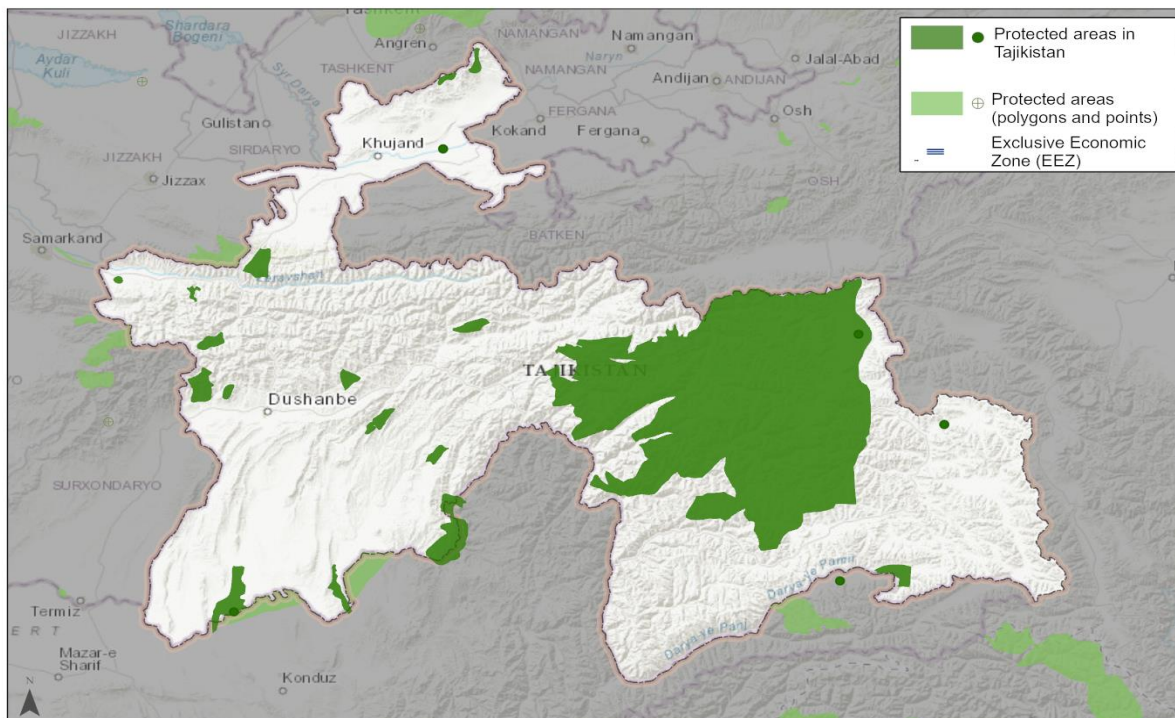 Protected areas in
Tajikistan
Protected areas
(polygons and points)
Exclusive Economic
Zone (EEZ)
JIZZAKH
Shardara
Bogeni
Aydar
Kuli
Angren
NAMANGAN
Namangan
Naryn
Jalal-Abad
TASHKENT
NAMANGAN
Andijan
ANDIJAN
Syr Darya
Gulistan
FERGANA
Osh
SIRDARYO
Khujand
Kokand
Fergana
JIZZAKH
Jizzax
OSH
Samarkand
BATKEN
Zeravshan
TAJIKISTAN
Dushanbe
SURXONDARYO
Darya-ye Pamir
Darya-ye Panj
Termiz
Mazar-e
Sharif
Konduz
N